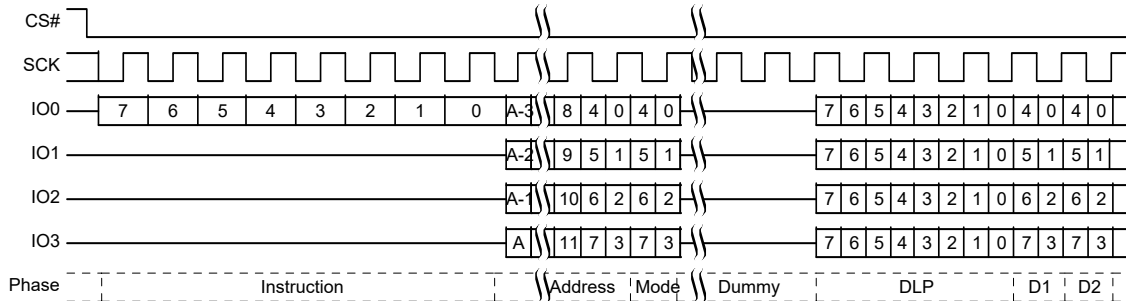 CS#
SCK
IO0 7 6 5 4 3 2 1 0 A-3 8 4 0 4 0 7 6 5 4 3 2 1 0 4 0 4 0
IO1 A-2 9 5 1 5 1 7 6 5 4 3 2 1 0 5 1 5 1
IO2 A-1 10 6 2 6 2 7 6 5 4 3 2 1 0 6 2 6 2
IO3 A 11 7 3 7 3 7 6 5 4 3 2 1 0 7 3 7 3
Phase Instruction Address Mode Dummy DLP D1 D2